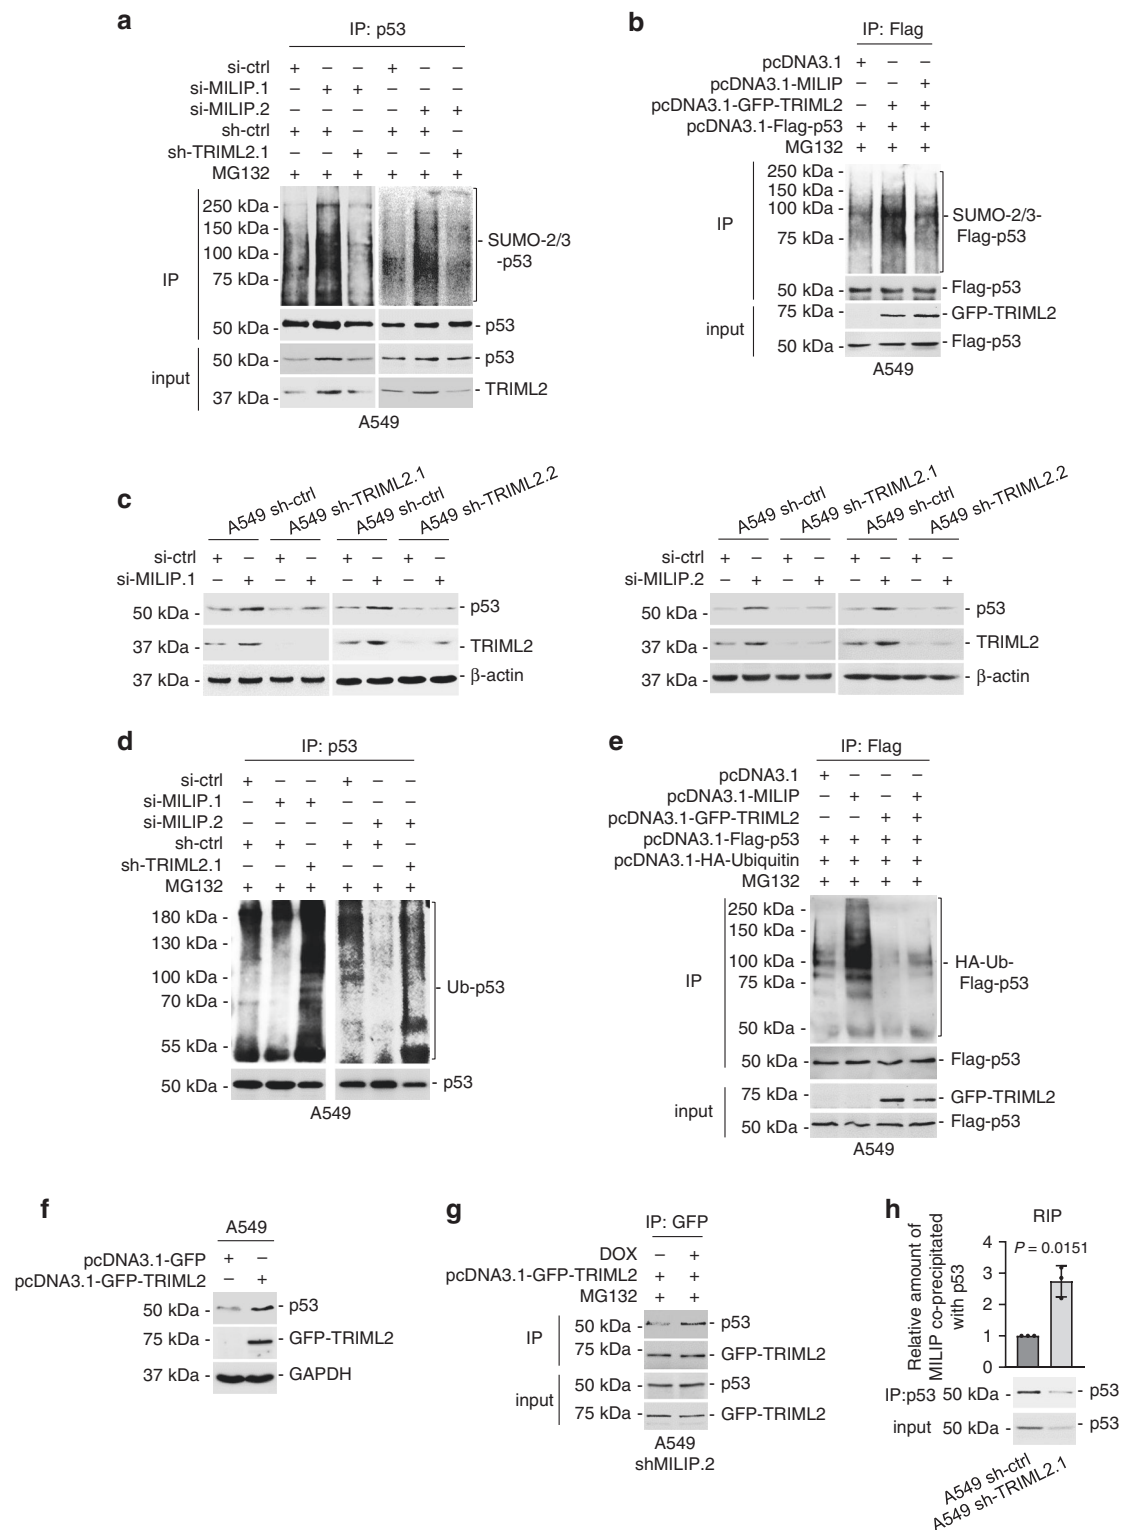 a
IP: p53
si-ctrl + – – + – –
si-MILIP.1 – + + – – –
si-MILIP.2 – – – – + +
sh-ctrl + + – + + –
sh-TRIML2.1 – – + – – +
MG132 + + + + + +
IP
250 kDa -
150 kDa -
100 kDa -
75 kDa -
- SUMO-2/3
-p53
50 kDa - - p53
input
50 kDa - - p53
37 kDa - - TRIML2
A549
b
IP: Flag
pcDNA3.1 + – –
pcDNA3.1-MILIP – – +
pcDNA3.1-GFP-TRIML2 – + +
pcDNA3.1-Flag-p53 + + +
MG132 + + +
IP
250 kDa -
150 kDa -
100 kDa -
75 kDa -
- SUMO-2/3-
Flag-p53
50 kDa - - Flag-p53
input
75 kDa - - GFP-TRIML2
50 kDa - - Flag-p53
A549
c
A549 sh-ctrl
A549 sh-TRIML2.1
A549 sh-ctrl
A549 sh-TRIML2.2
si-ctrl + – + – + – + –
si-MILIP.1 – + – + – + – +
50 kDa - - p53
37 kDa - - TRIML2
37 kDa - - β-actin
A549 sh-ctrl
A549 sh-TRIML2.1
A549 sh-ctrl
A549 sh-TRIML2.2
si-ctrl + – + – + – + –
si-MILIP.2 – + – + – + – +
50 kDa - - p53
37 kDa - - TRIML2
37 kDa - - β-actin
d
IP: p53
si-ctrl + – – + – –
si-MILIP.1 – + + – – –
si-MILIP.2 – – – – + +
sh-ctrl + + – + + –
sh-TRIML2.1 – – + – – +
MG132 + + + + + +
180 kDa -
130 kDa -
100 kDa -
70 kDa -
55 kDa -
- Ub-p53
50 kDa - - p53
A549
e
IP: Flag
pcDNA3.1 + – – –
pcDNA3.1-MILIP – + – +
pcDNA3.1-GFP-TRIML2 – – + +
pcDNA3.1-Flag-p53 + + + +
pcDNA3.1-HA-Ubiquitin + + + +
MG132 + + + +
IP
250 kDa -
150 kDa -
100 kDa -
75 kDa -
50 kDa -
- HA-Ub-
Flag-p53
50 kDa - - Flag-p53
input
75 kDa - - GFP-TRIML2
50 kDa - - Flag-p53
A549
f
A549
pcDNA3.1-GFP + –
pcDNA3.1-GFP-TRIML2 – +
50 kDa - - p53
75 kDa - - GFP-TRIML2
37 kDa - - GAPDH
g
IP: GFP
DOX – +
pcDNA3.1-GFP-TRIML2 + +
MG132 + +
IP
50 kDa - - p53
75 kDa - - GFP-TRIML2
input
50 kDa - - p53
75 kDa - - GFP-TRIML2
A549
shMILIP.2
h
RIP
Relative amount of
MILIP co-precipitated
with p53
4
3
2
1
0
P = 0.0151
IP:p53 50 kDa - - p53
input 50 kDa - - p53
A549 sh-ctrl
A549 sh-TRIML2.1